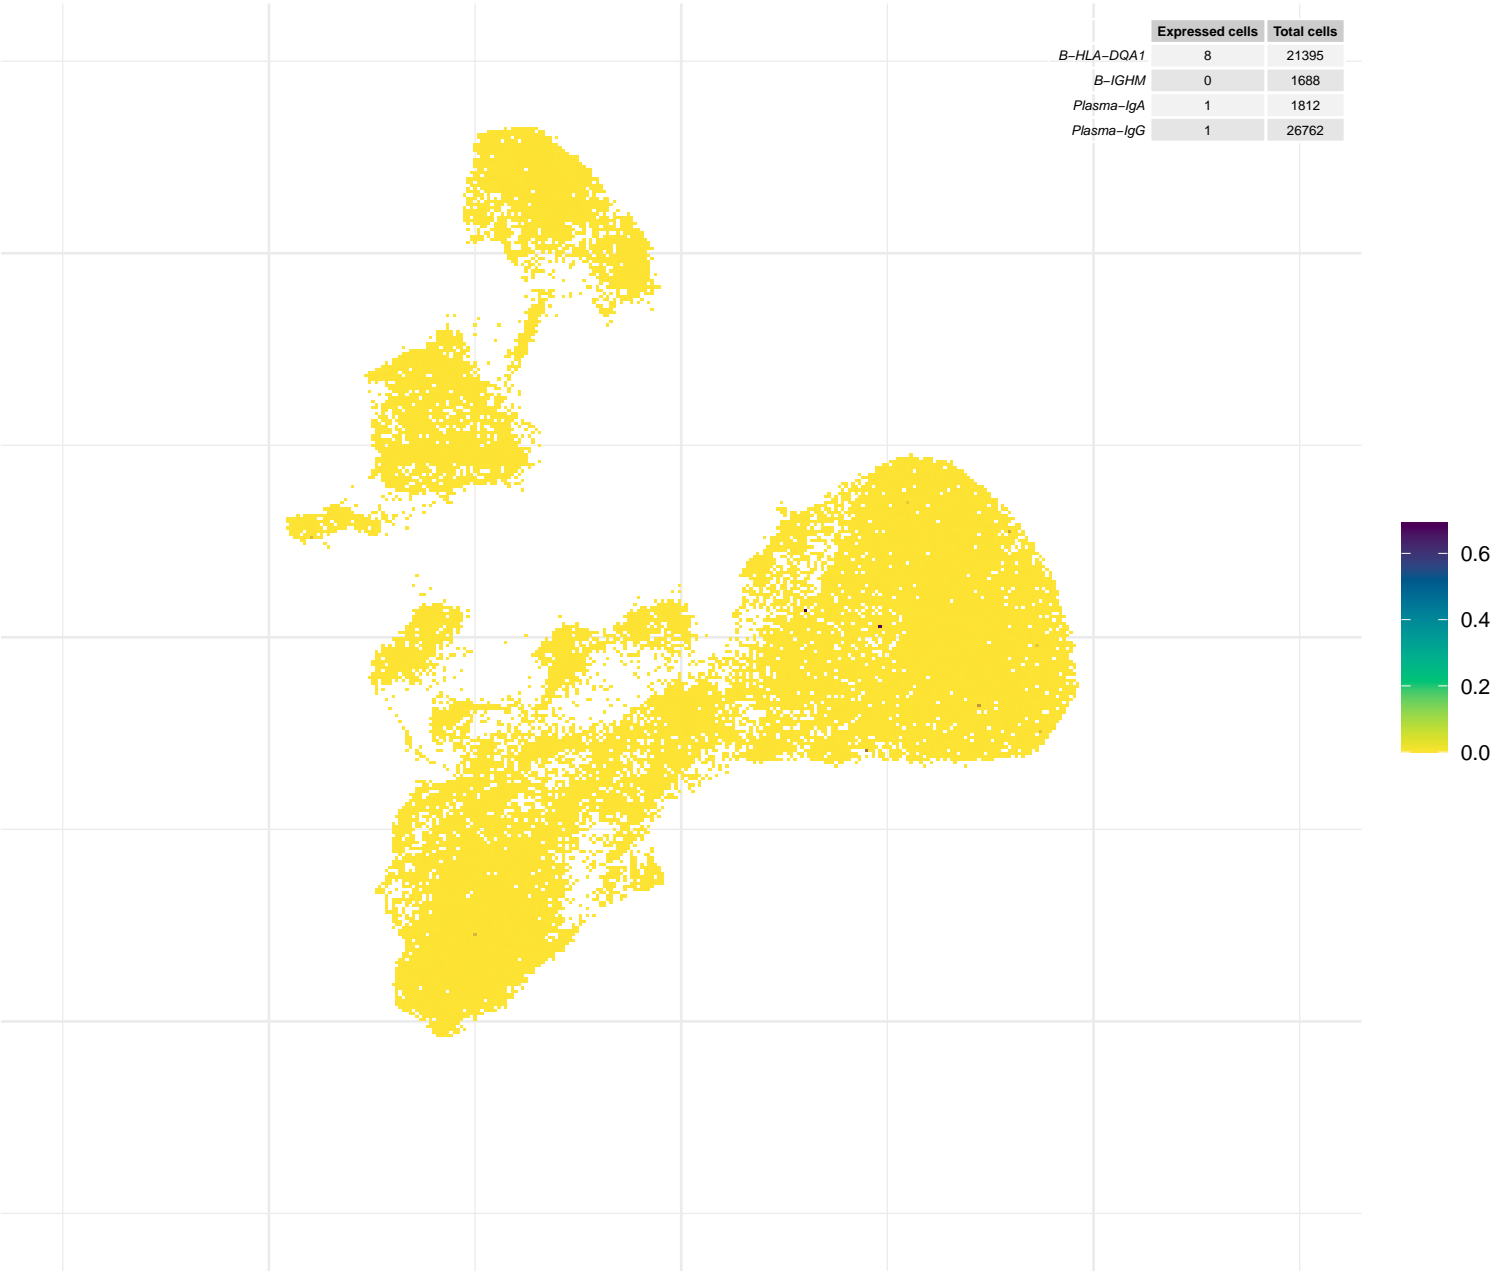 Expressed cells Total cells
B−HLA−DQA1 8 21395
B−IGHM 0 1688
Plasma−IgA 1 1812
Plasma−IgG 1 26762
0.6
0.4
0.2
0.0